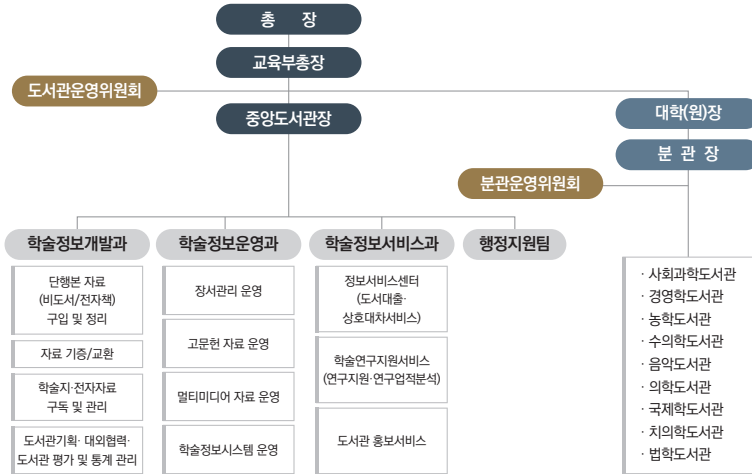 총 장
교육부총장
도서관운영위원회
중앙도서관장
대학(원)장
분 관 장
분관운영위원회
학술정보개발과
학술정보운영과
학술정보서비스과
행정지원팀
단행본 자료
(비도서/전자책)
구입 및 정리
자료 기증/교환
학술지·전자자료
구독 및 관리
도서관기획· 대외협력·
도서관 평가 및 통계 관리
장서관리 운영
고문헌 자료 운영
멀티미디어 자료 운영
학술정보시스템 운영
정보서비스센터
(도서대출·
상호대차서비스)
학술연구지원서비스
(연구지원·연구업적분석)
도서관 홍보서비스
· 사회과학도서관
· 경영학도서관
· 농학도서관
· 수의학도서관
· 음악도서관
· 의학도서관
· 국제학도서관
· 치의학도서관
· 법학도서관